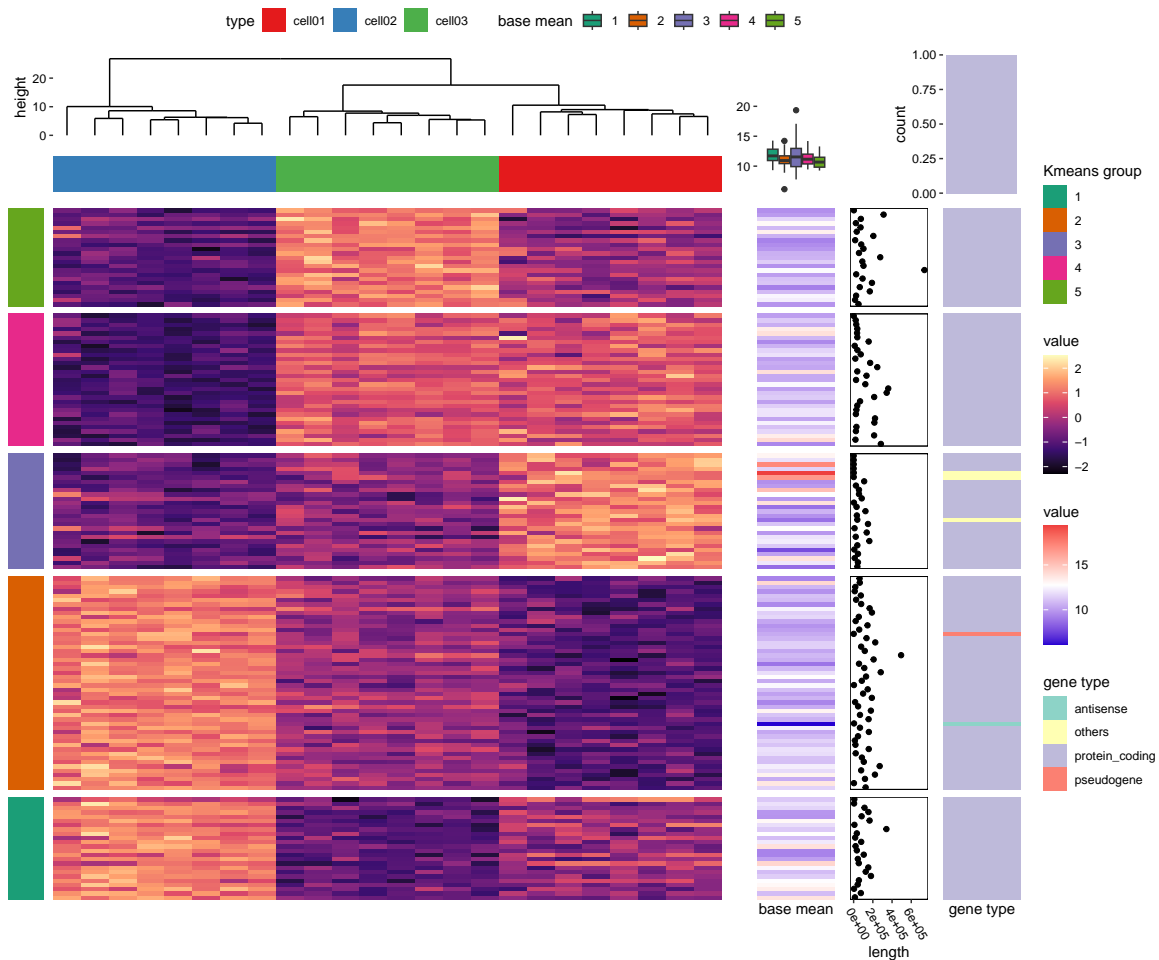 type cell01 cell02 cell03 base mean 1 2 3 4 5
height
20
10
0
20
15
10
count
1.00
0.75
0.50
0.25
0.00
Kmeans group
1
2
3
4
5
value
2
1
0
−1
−2
value
15
10
gene type
antisense
others
protein_coding
pseudogene
base mean
0e+00
2e+05
4e+05
6e+05
length
gene type